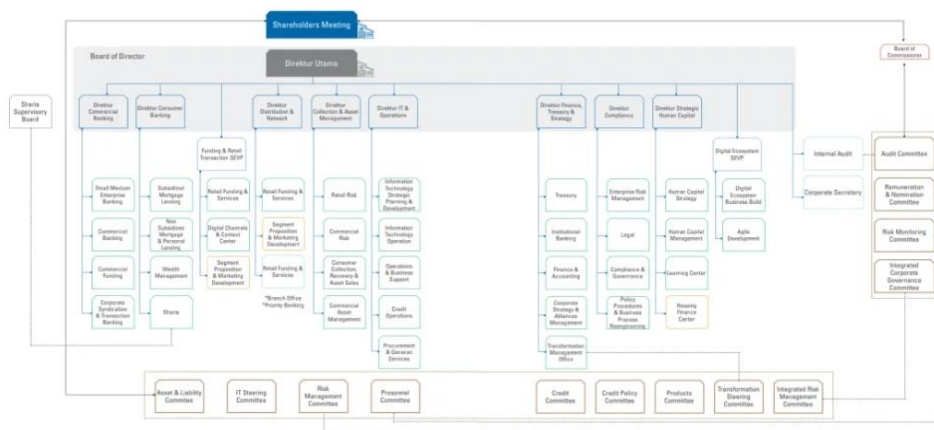 Shareholders Meeting
Board of Director
Direktur Utama
Board of
Commissioner
Sharia
Supervisory
Board
Direktur
Commercial
Banking
Direktur Consumer
Banking
Direktur
Distribution &
Network
Direktur
Collection & Asset
Management
Direktur IT &
Operations
Direktur Finance,
Treasury &
Strategy
Direktur
Compliance
Direktur Strategic
Human Capital
Funding & Retail
Transaction SEVP
Digital Ecosystem
SEVP
Internal Audit
Audit Committee
Small Medium
Enterprise
Banking
Subsidized
Mortgage
Lending
Retail Funding &
Services
Retail Funding &
Services
Retail Risk
Information
Technology
Strategic
Planning &
Development
Treasury
Enterprise Risk
Management
Human Capital
Strategy
Digital
Ecosystem
Business Build
Corporate Secretary
Remuneration
& Nomination
Committee
Commercial
Banking
Non
Subsidized
Mortgage
& Personal
Lending
Digital Channels
& Contact
Center
Segment
Proposition
& Marketing
Development
Commercial
Risk
Information
Technology
Operation
Institutional
Banking
Legal
Human Capital
Management
Agile
Development
Risk Monitoring
Committee
Commercial
Funding
Wealth
Management
Segment
Proposition
& Marketing
Development
Retail Funding &
Services
Consumer
Collection,
Recovery &
Asset Sales
Operations
& Business
Support
Finance &
Accounting
Compliance &
Governance
Learning Center
Integrated
Corporate
Governance
Committee
*Branch Office
*Priority Banking
Corporate
Syndication
& Transaction
Banking
Sharia
Commercial
Asset
Management
Credit
Operations
Corporate
Strategy &
Alliances
Management
Policy
Procedures
& Business
Process
Reengineering
Housing
Finance
Center
Procurement
& General
Services
Transformation
Management
Office
Asset & Liability
Committee
IT Steering
Committee
Risk
Management
Committee
Personnel
Committee
Credit
Committee
Credit Policy
Committee
Products
Committee
Transformation
Steering
Committee
Integrated Risk
Management
Committee